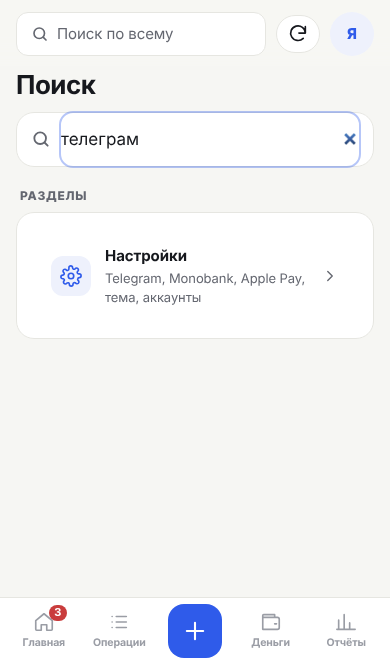 Поиск по всему
Я
Поиск
телеграм
РАЗДЕЛЫ
Настройки
Telegram, Monobank, Apple Pay,
тема, аккаунты
3
Главная
Операции
Деньги
Отчёты